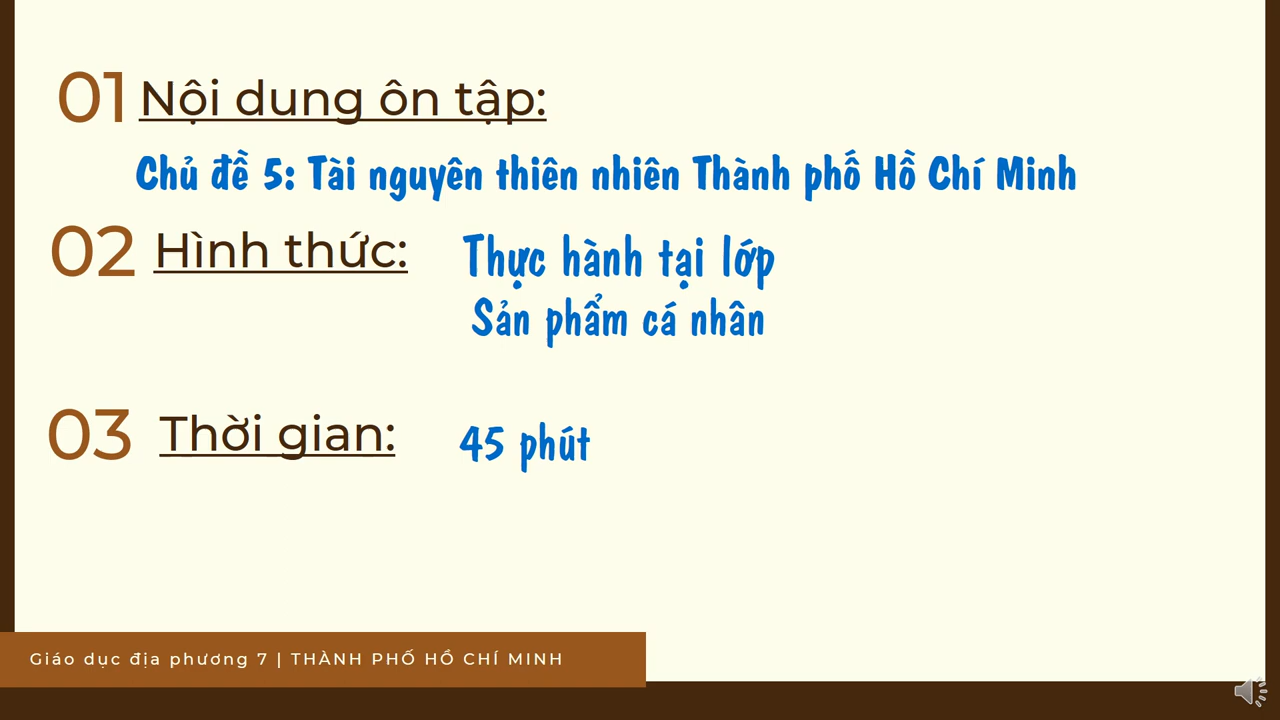 01 Nội dung ôn tập:
Chủ đề 5: Tài nguyên thiên nhiên Thành phố Hồ Chí Minh
02 Hình thức: Thực hành tại lớp
Sản phẩm cá nhân
03 Thời gian: 45 phút
Giáo dục địa phương 7 | THÀNH PHỐ HỒ CHÍ MINH